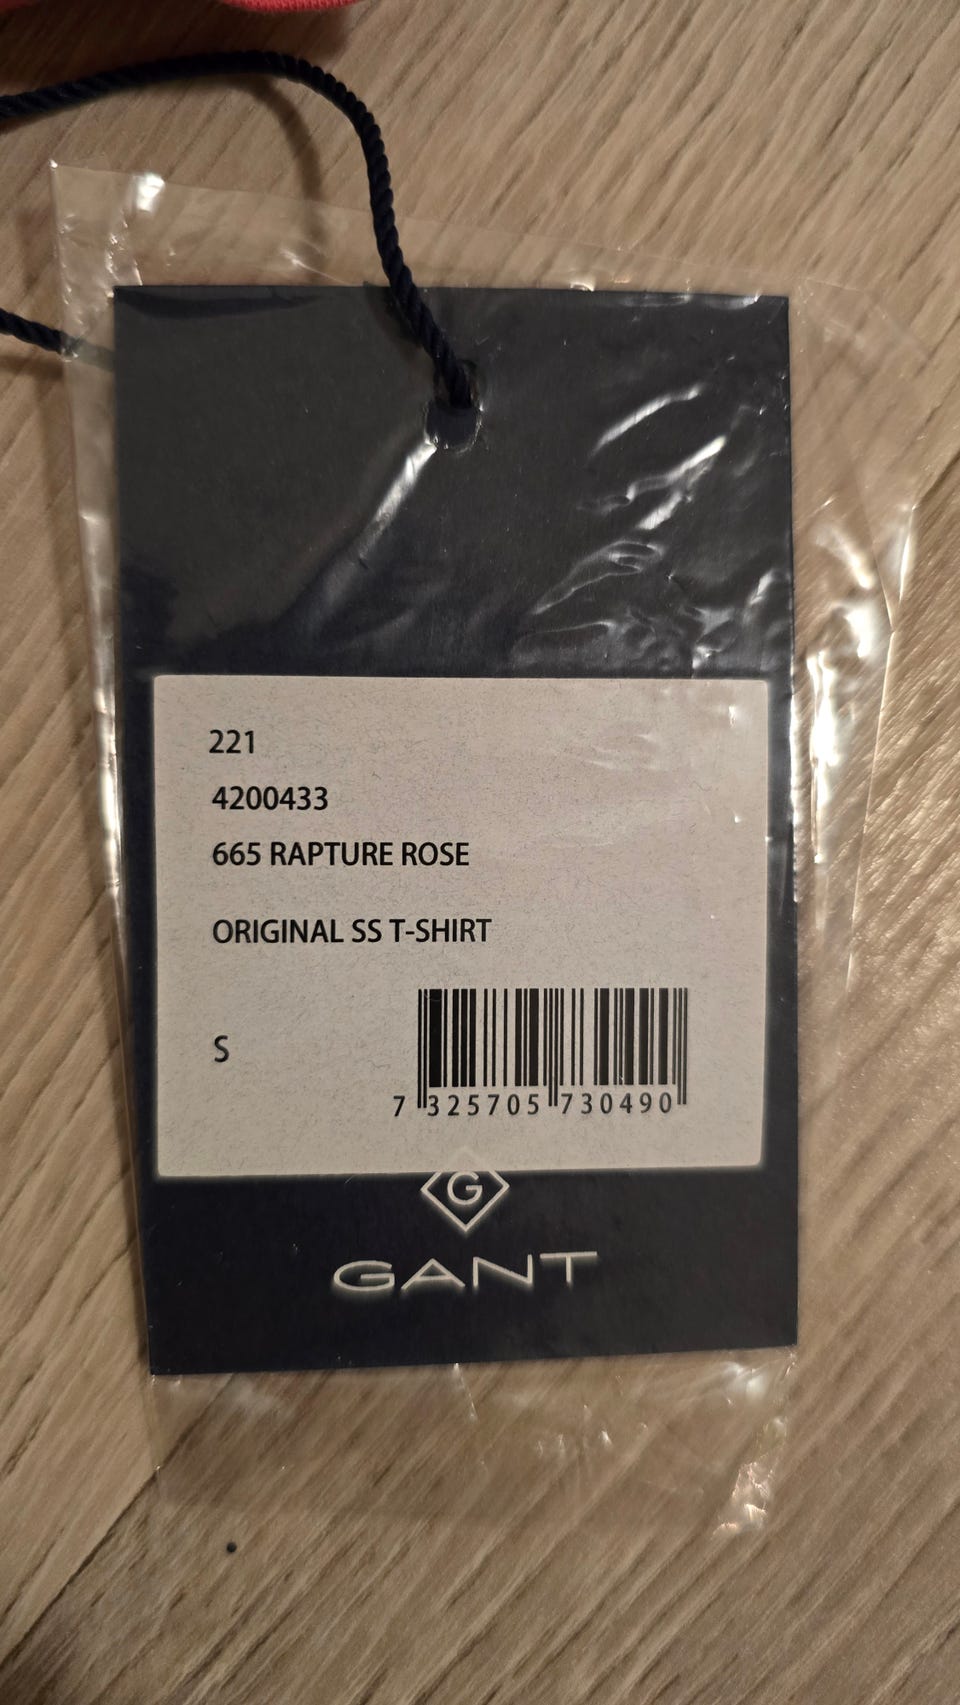 221
4200433
665 RAPTURE ROSE
ORIGINAL SS T-SHIRT
S
7 325705 730490
G
GANT